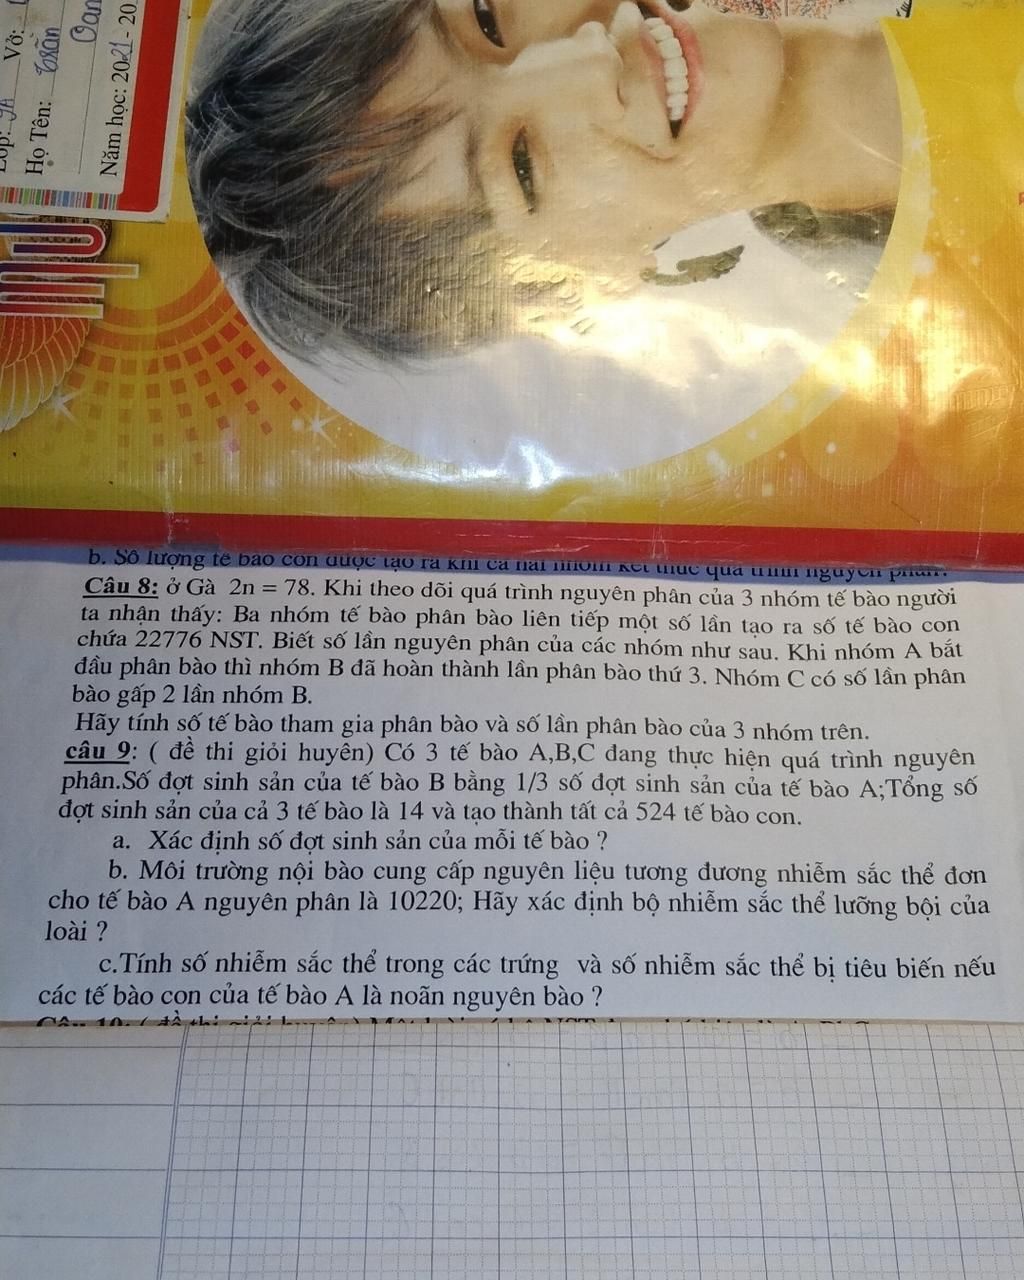 Lớp: 9A Vở:
Họ Tên: Trần
Năm học: 2021 - 20
b. Số lượng tế bào con được tạo ra khi cả hai nhóm kết thúc quá trình nguyên phân.
Câu 8: ở Gà 2n = 78. Khi theo dõi quá trình nguyên phân của 3 nhóm tế bào người
ta nhận thấy: Ba nhóm tế bào phân bào liên tiếp một số lần tạo ra số tế bào con
chứa 22776 NST. Biết số lần nguyên phân của các nhóm như sau. Khi nhóm A bắt
đầu phân bào thì nhóm B đã hoàn thành lần phân bào thứ 3. Nhóm C có số lần phân
bào gấp 2 lần nhóm B.
Hãy tính số tế bào tham gia phân bào và số lần phân bào của 3 nhóm trên.
câu 9: ( đề thi giỏi huyên) Có 3 tế bào A,B,C đang thực hiện quá trình nguyên
phân.Số đợt sinh sản của tế bào B bằng 1/3 số đợt sinh sản của tế bào A;Tổng số
đợt sinh sản của cả 3 tế bào là 14 và tạo thành tất cả 524 tế bào con.
a. Xác định số đợt sinh sản của mỗi tế bào ?
b. Môi trường nội bào cung cấp nguyên liệu tương đương nhiễm sắc thể đơn
cho tế bào A nguyên phân là 10220; Hãy xác định bộ nhiễm sắc thể lưỡng bội của
loài ?
c.Tính số nhiễm sắc thể trong các trứng và số nhiễm sắc thể bị tiêu biến nếu
các tế bào con của tế bào A là noãn nguyên bào ?
Câu 10: ( đề thi giỏi huyên)